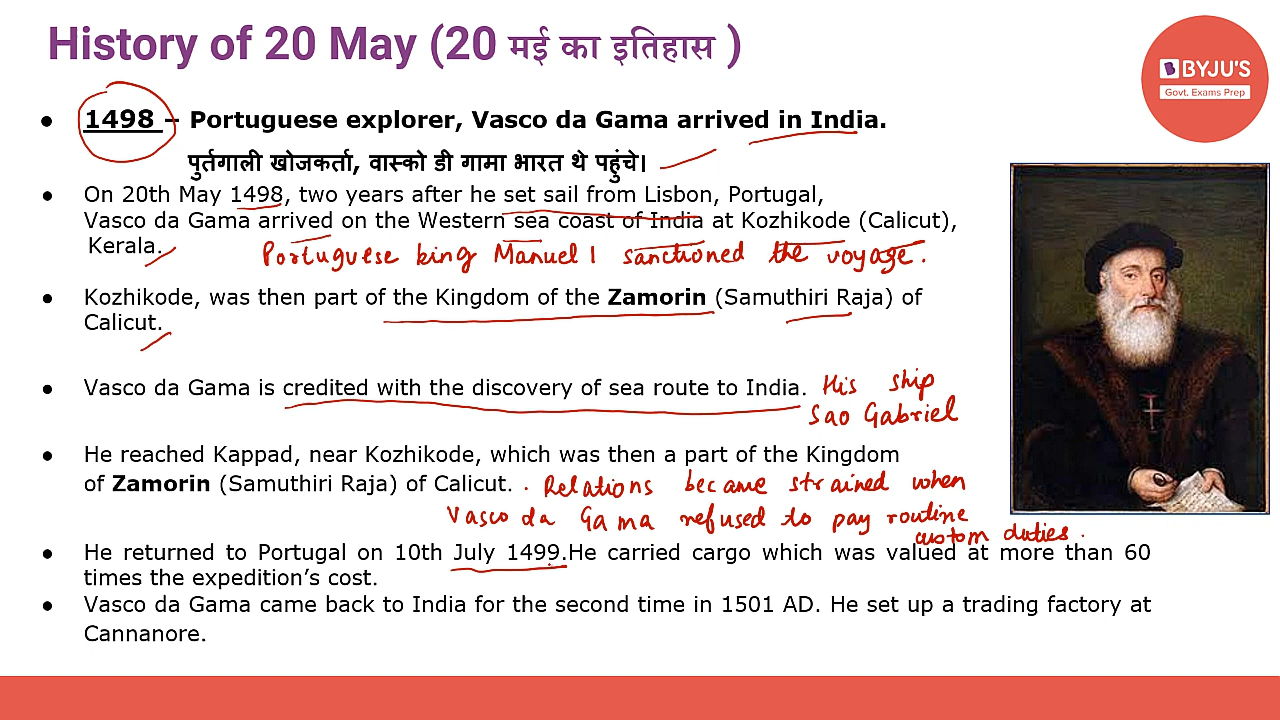 History of 20 May (20 मई का इतिहास )
BYJU'S
Govt. Exams Prep
● 1498 – Portuguese explorer, Vasco da Gama arrived in India.
पुर्तगाली खोजकर्ता, वास्को डी गामा भारत थे पहुंचे।
● On 20th May 1498, two years after he set sail from Lisbon, Portugal,
Vasco da Gama arrived on the Western sea coast of India at Kozhikode (Calicut),
Kerala.
Portuguese king Manuel I sanctioned the voyage.
● Kozhikode, was then part of the Kingdom of the Zamorin (Samuthiri Raja) of
Calicut.
● Vasco da Gama is credited with the discovery of sea route to India. His ship
Sao Gabriel
● He reached Kappad, near Kozhikode, which was then a part of the Kingdom
of Zamorin (Samuthiri Raja) of Calicut. . Relations became strained when
Vasco da Gama refused to pay routine
custom duties.
● He returned to Portugal on 10th July 1499.He carried cargo which was valued at more than 60
times the expedition's cost.
● Vasco da Gama came back to India for the second time in 1501 AD. He set up a trading factory at
Cannanore.